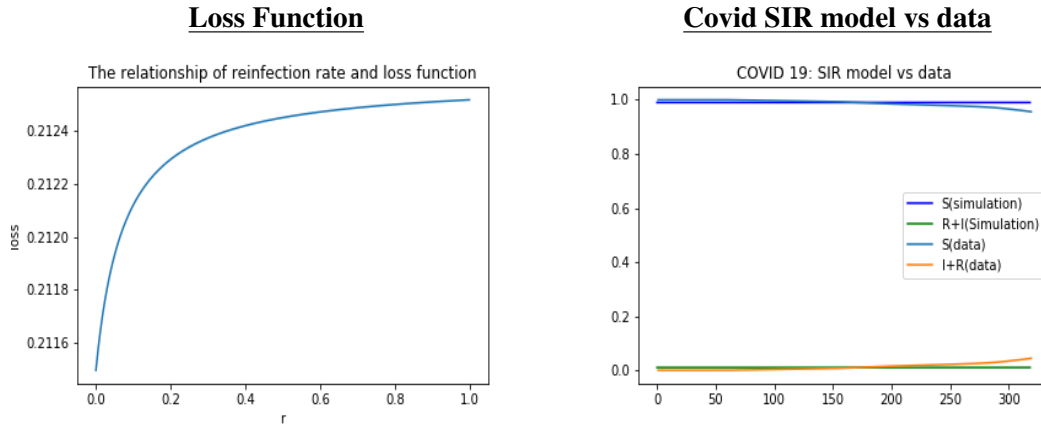 Loss Function
The relationship of reinfection rate and loss function
0.2124
0.2122
0.2120
0.2118
0.2116
loss
0.0 0.2 0.4 0.6 0.8 1.0
r
Covid SIR model vs data
COVID 19: SIR model vs data
1.0
0.8
0.6
0.4
0.2
0.0
S(simulation)
R+I(Simulation)
S(data)
I+R(data)
0 50 100 150 200 250 300